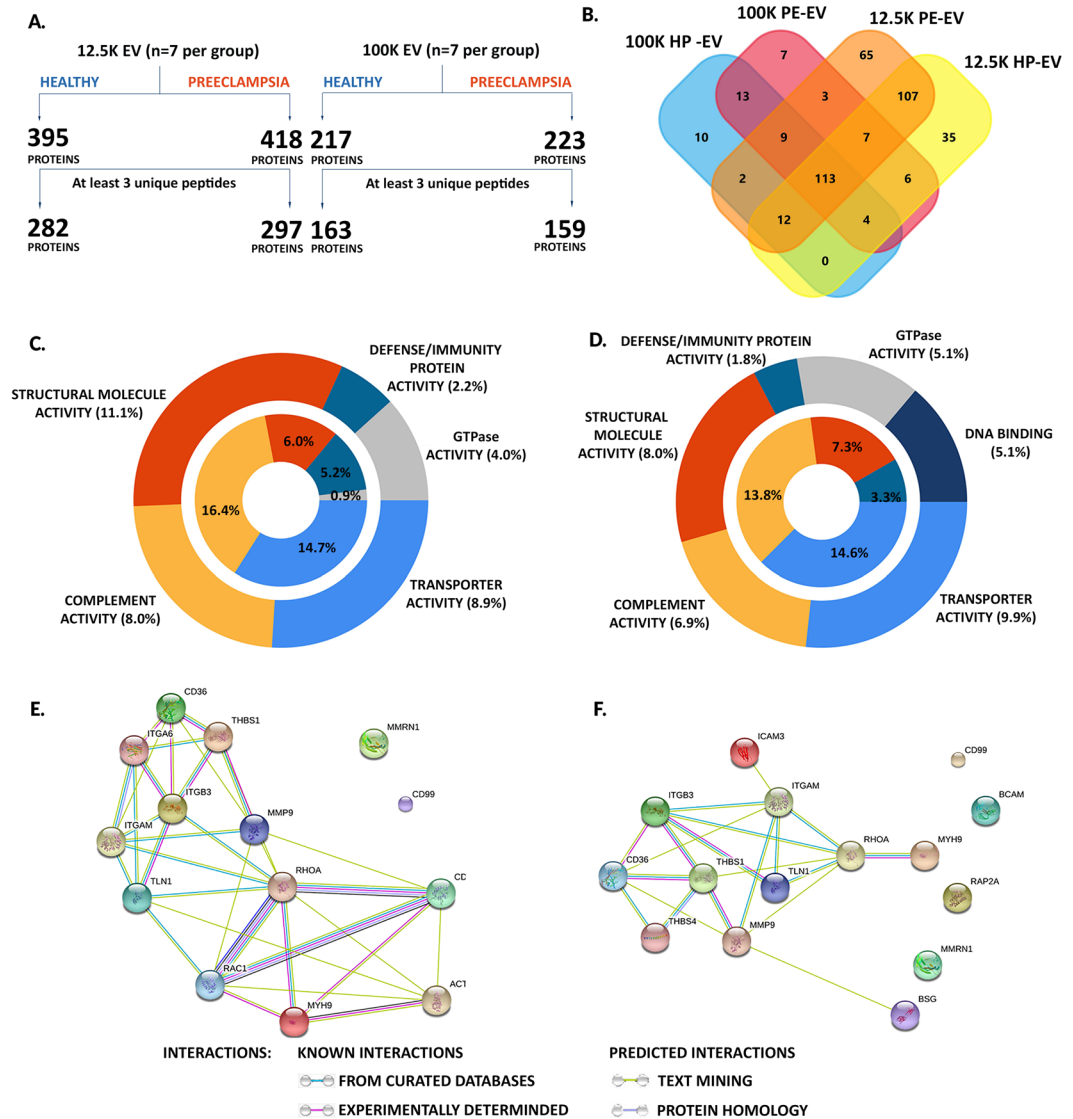 A.
12.5K EV (n=7 per group)
HEALTHY
PREECLAMPSIA
395
PROTEINS
418
PROTEINS
At least 3 unique peptides
282
PROTEINS
297
PROTEINS
100K EV (n=7 per group)
HEALTHY
PREECLAMPSIA
217
PROTEINS
223
PROTEINS
At least 3 unique peptides
163
PROTEINS
159
PROTEINS
B.
100K HP -EV
100K PE-EV
12.5K PE-EV
12.5K HP-EV
7
65
13
3
107
10
9
7
35
2
113
6
12
4
0
C.
STRUCTURAL MOLECULE
ACTIVITY (11.1%)
DEFENSE/IMMUNITY
PROTEIN
ACTIVITY (2.2%)
GTPase
ACTIVITY (4.0%)
TRANSPORTER
ACTIVITY (8.9%)
COMPLEMENT
ACTIVITY (8.0%)
6.0%
5.2%
0.9%
16.4%
14.7%
D.
DEFENSE/IMMUNITY PROTEIN
ACTIVITY (1.8%)
GTPase
ACTIVITY (5.1%)
STRUCTURAL
MOLECULE
ACTIVITY (8.0%)
DNA BINDING
(5.1%)
COMPLEMENT
ACTIVITY (6.9%)
TRANSPORTER
ACTIVITY (9.9%)
7.3%
3.3%
13.8%
14.6%
E.
CD36
THBS1
ITGA6
MMRN1
ITGB3
CD99
MMP9
ITGAM
TLN1
RHOA
CD
RAC1
ACT
MYH9
F.
ICAM3
CD99
ITGAM
ITGB3
BCAM
RHOA
MYH9
CD36
THBS1
TLN1
RAP2A
THBS4
MMP9
MMRN1
BSG
INTERACTIONS:
KNOWN INTERACTIONS
FROM CURATED DATABASES
EXPERIMENTALLY DETERMINDED
PREDICTED INTERACTIONS
TEXT MINING
PROTEIN HOMOLOGY